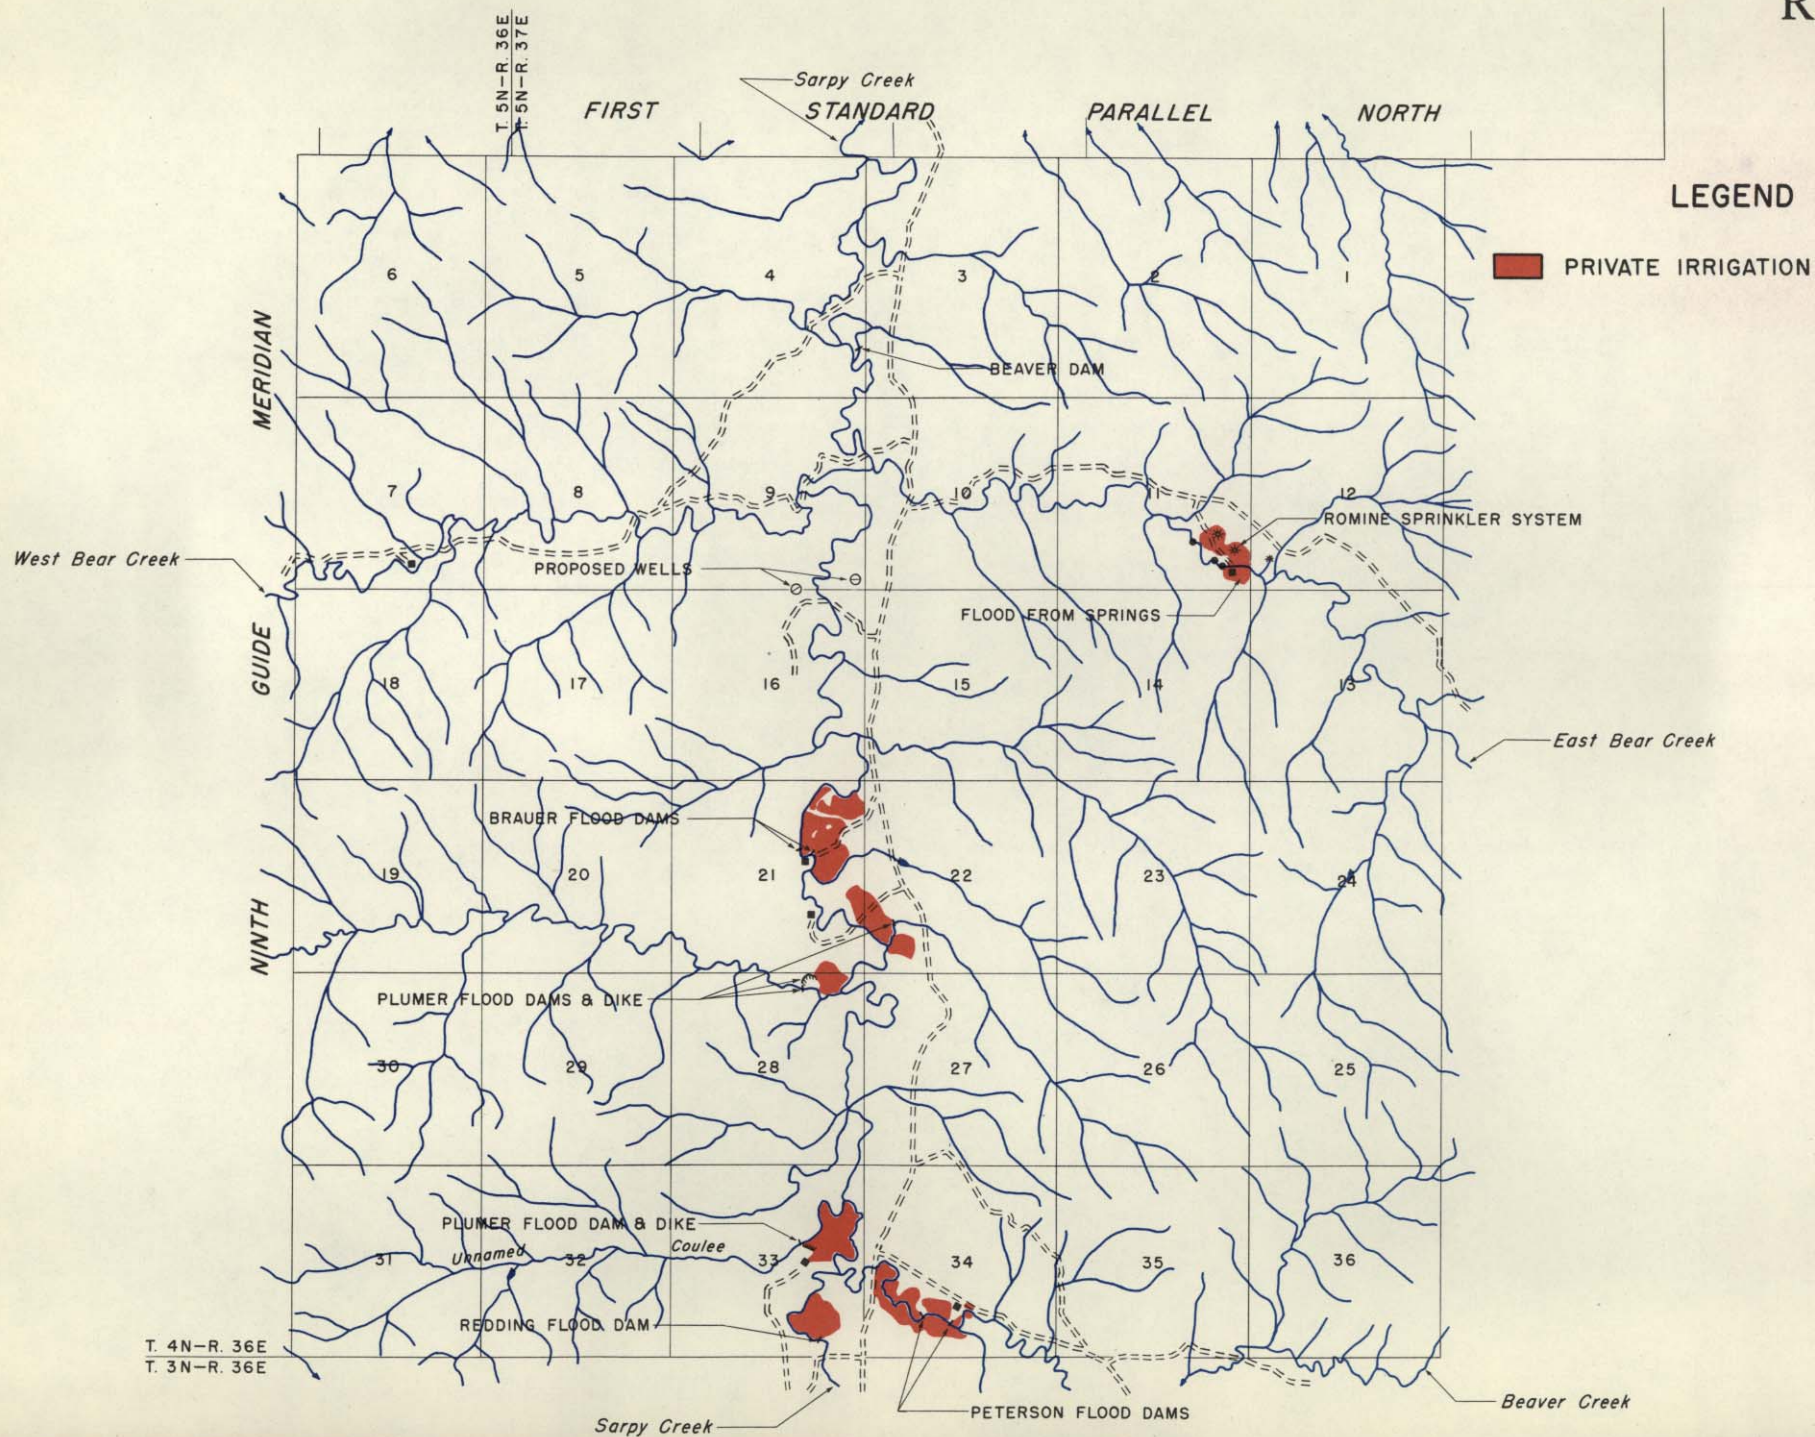 R
T. 5N–R. 36E
T. 5N–R. 37E
Sarpy Creek
FIRST STANDARD PARALLEL NORTH
LEGEND
PRIVATE IRRIGATION
6 5 4 3 2 1
MERIDIAN
BEAVER DAM
7 8 9 10 11 12
ROMINE SPRINKLER SYSTEM
West Bear Creek
PROPOSED WELLS
FLOOD FROM SPRINGS
GUIDE
18 17 16 15 14 13
East Bear Creek
BRAUER FLOOD DAMS
19 20 21 22 23 24
NINTH
PLUMER FLOOD DAMS & DIKE
30 29 28 27 26 25
PLUMER FLOOD DAM & DIKE
Unnamed Coulee
31 32 33 34 35 36
REDDING FLOOD DAM
T. 4N–R. 36E
T. 3N–R. 36E
Beaver Creek
PETERSON FLOOD DAMS
Sarpy Creek